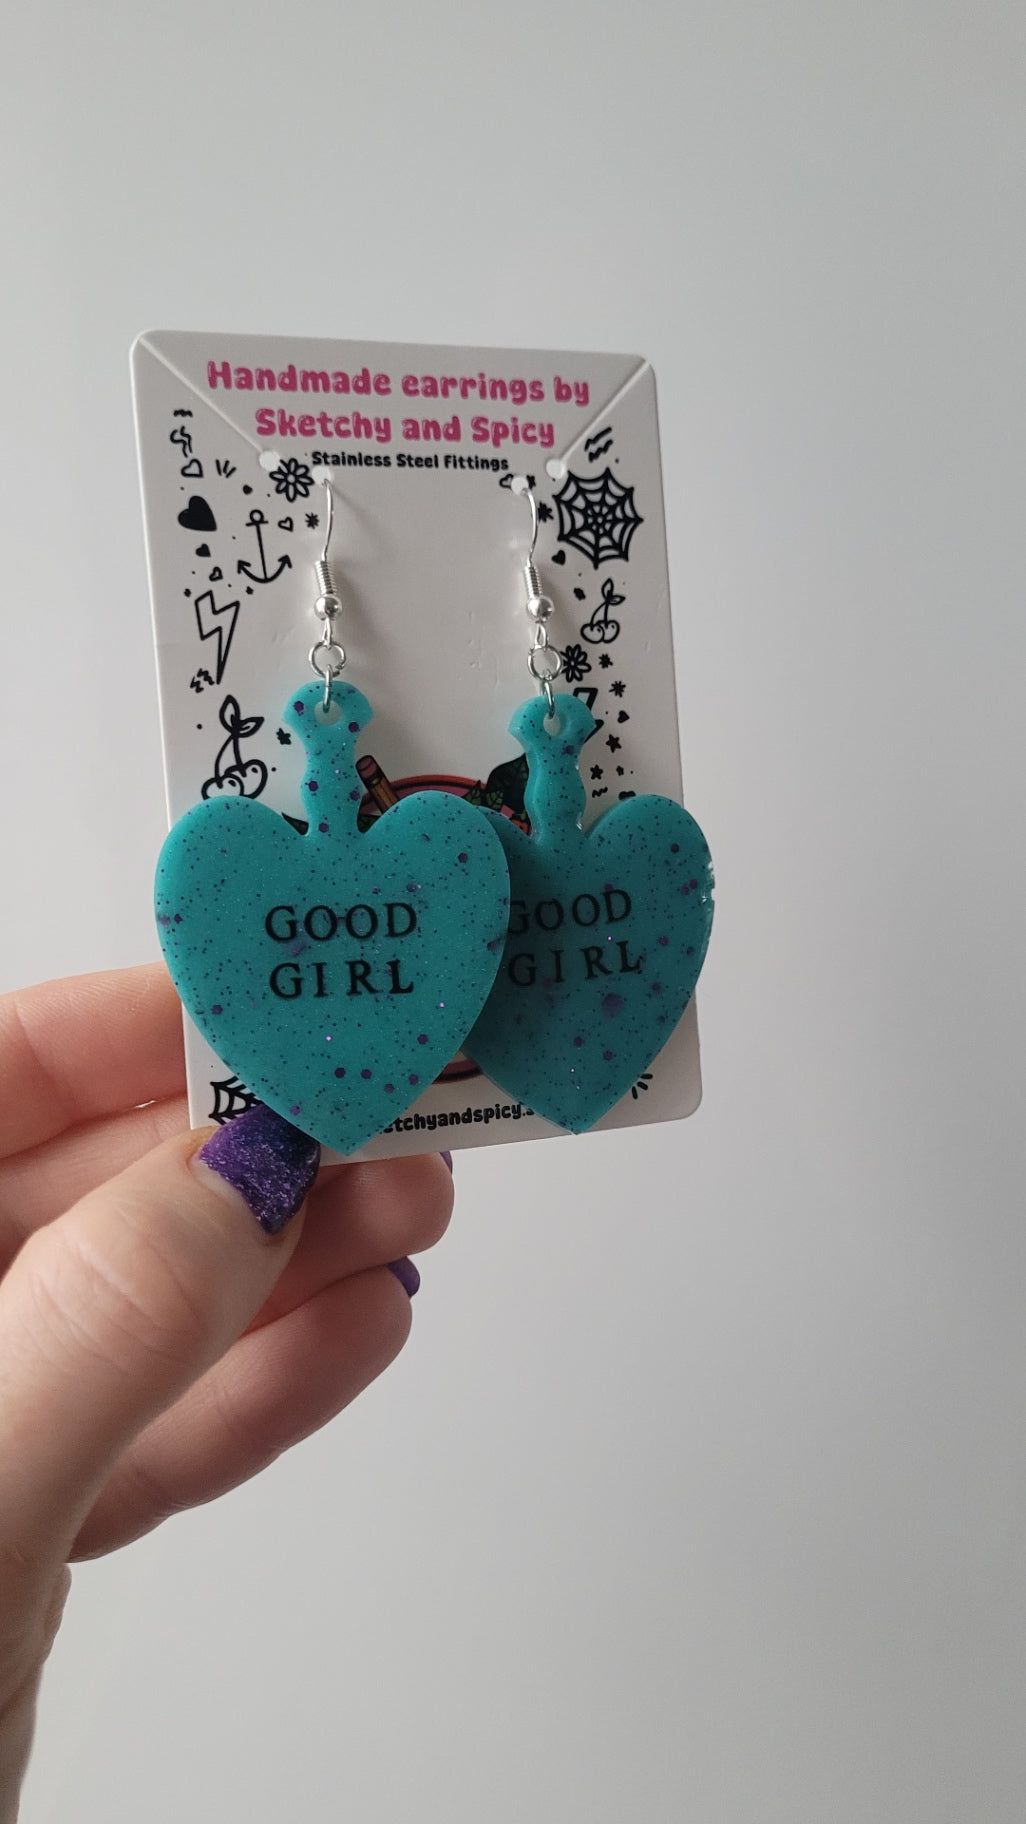 Handmade earrings by
Sketchy and Spicy
Stainless Steel Fittings
GOOD
GIRL
GOOD
GIRL